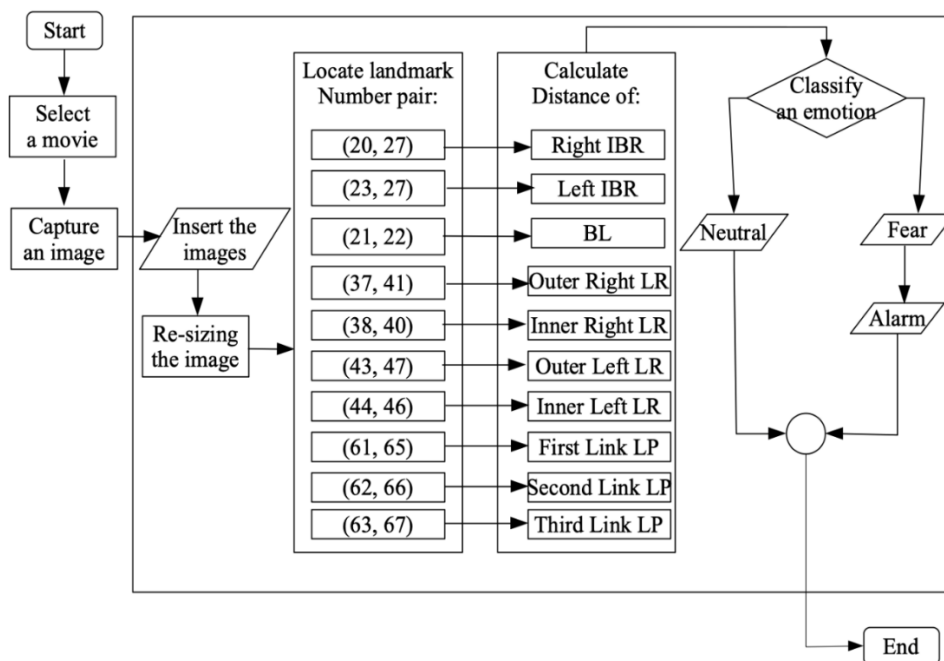 Start
Select
a movie
Capture
an image
Insert the
images
Re-sizing
the image
Locate landmark
Number pair:
(20, 27)
(23, 27)
(21, 22)
(37, 41)
(38, 40)
(43, 47)
(44, 46)
(61, 65)
(62, 66)
(63, 67)
Calculate
Distance of:
Right IBR
Left IBR
BL
Outer Right LR
Inner Right LR
Outer Left LR
Inner Left LR
First Link LP
Second Link LP
Third Link LP
Classify
an emotion
Neutral
Fear
Alarm
End